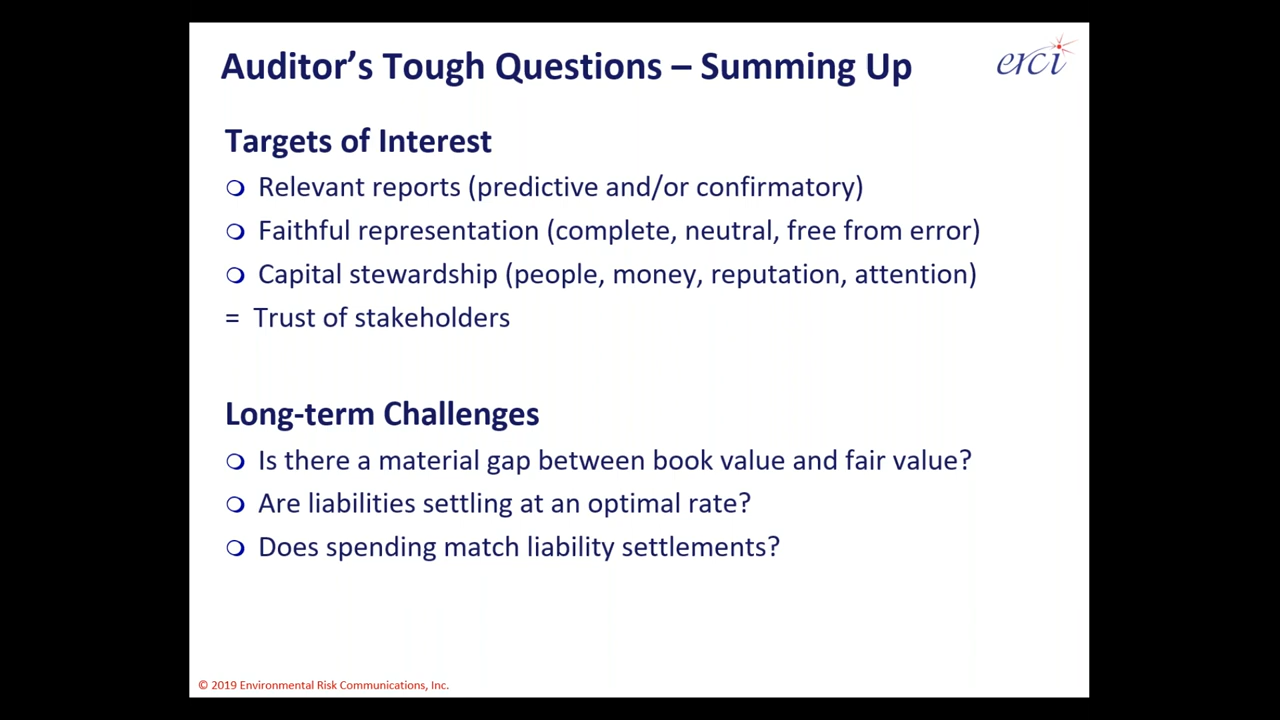 Auditor’s Tough Questions – Summing Up
erci
Targets of Interest
Relevant reports (predictive and/or confirmatory)
Faithful representation (complete, neutral, free from error)
Capital stewardship (people, money, reputation, attention)
= Trust of stakeholders
Long-term Challenges
Is there a material gap between book value and fair value?
Are liabilities settling at an optimal rate?
Does spending match liability settlements?
© 2019 Environmental Risk Communications, Inc.